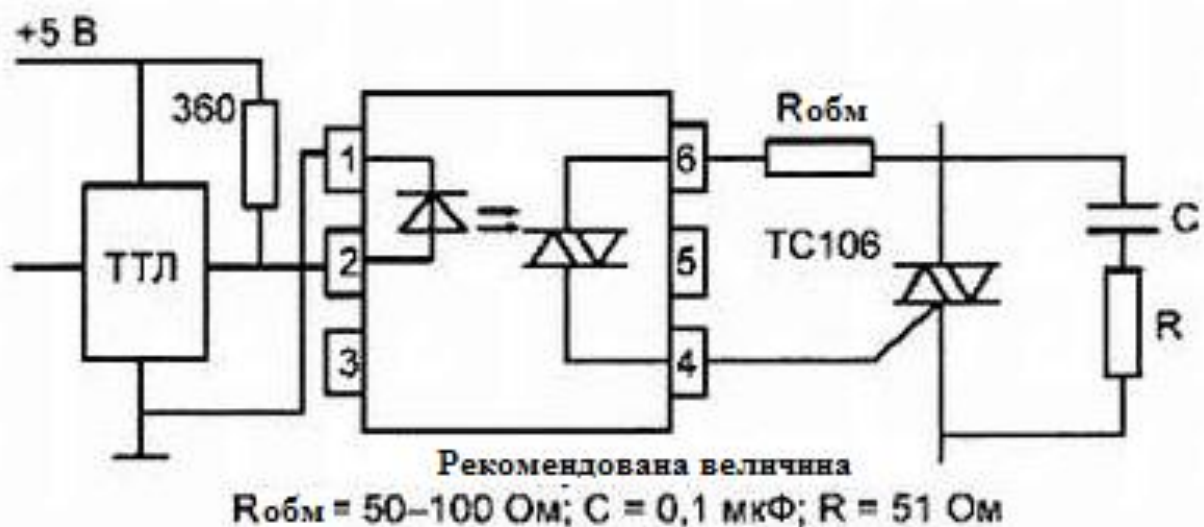 +5 В
360
ТТЛ
1
2
3
6
5
4
Rобм
ТС106
C
R
Рекомендована величина
Rобм = 50–100 Ом; C = 0,1 мкФ; R = 51 Ом